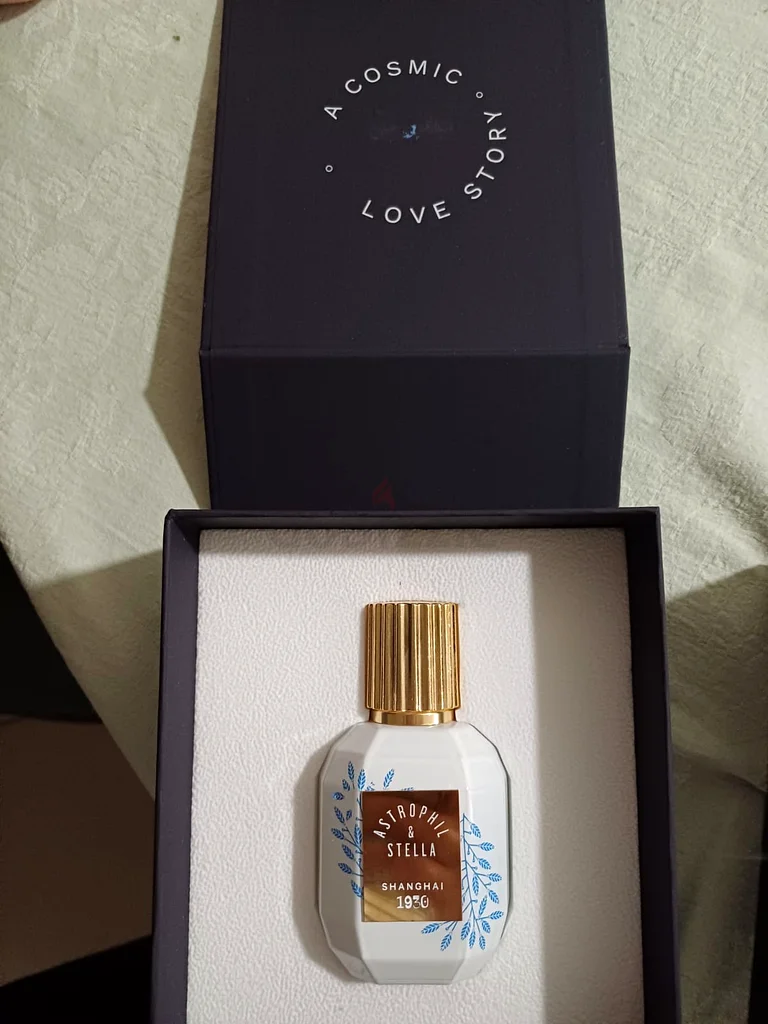 A COSMIC
LOVE STORY
ASTROPHIL
&
STELLA
SHANGHAI
1930